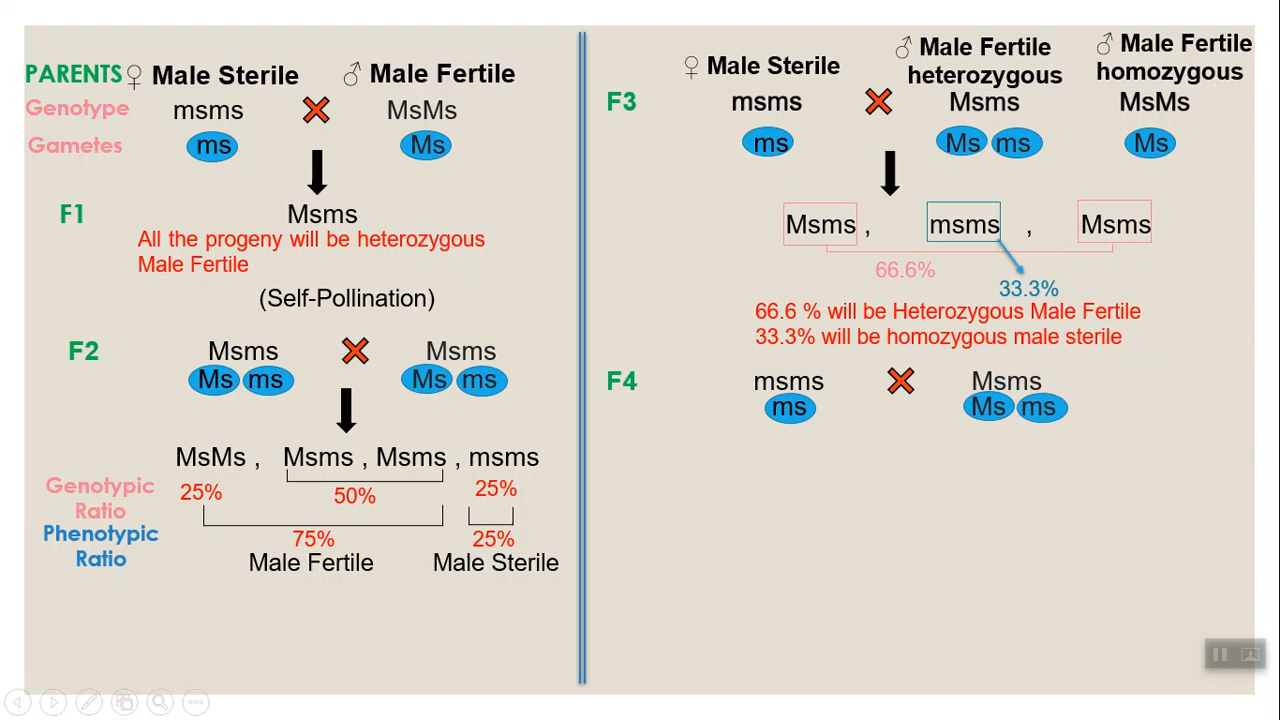 PARENTS ♀ Male Sterile ♂ Male Fertile
Genotype msms MsMs
Gametes ms Ms
F1 Msms
All the progeny will be heterozygous
Male Fertile
(Self-Pollination)
F2 Msms Msms
Ms ms Ms ms
MsMs , Msms , Msms , msms
Genotypic
Ratio
25% 50% 25%
Phenotypic
Ratio
75% 25%
Male Fertile Male Sterile
♀ Male Sterile
♂ Male Fertile
heterozygous
♂ Male Fertile
homozygous
F3 msms Msms MsMs
ms Ms ms Ms
Msms , msms , Msms
66.6%
33.3%
66.6 % will be Heterozygous Male Fertile
33.3% will be homozygous male sterile
F4 msms Msms
ms Ms ms